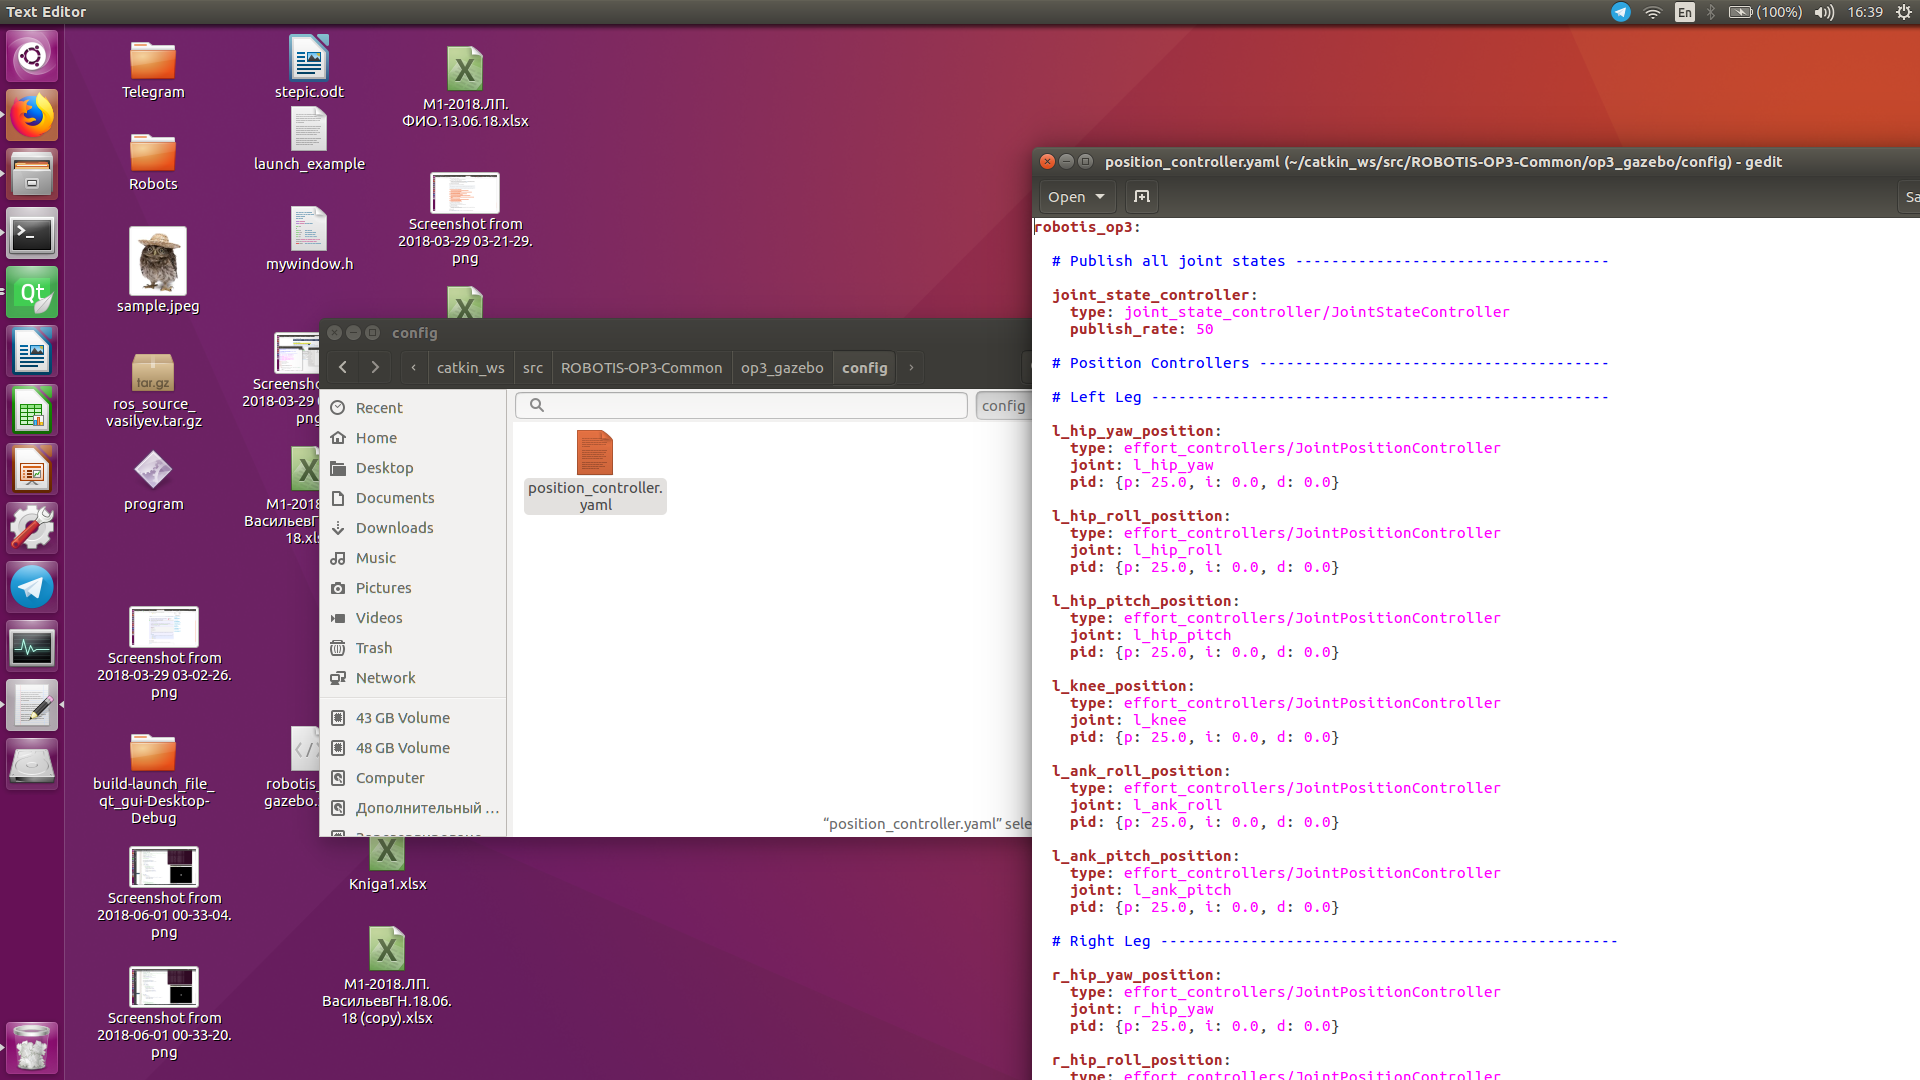 Text Editor
En
(100%)
16:39
Telegram
Robots
sample.jpeg
ros_source_
vasilyev.tar.gz
program
Screenshot from
2018-03-29 03-02-26.
png
build-launch_file_
qt_gui-Desktop-
Debug
Screenshot from
2018-06-01 00-33-04.
png
Screenshot from
2018-06-01 00-33-20.
png
stepic.odt
launch_example
mywindow.h
Screensh
2018-03-29 0
png
M1-2018
ВасильевГ
18.xls
robotis_
gazebo.
М1-2018.ЛП.
ФИО.13.06.18.xlsx
Screenshot from
2018-03-29 03-21-29.
png
Kniga1.xlsx
М1-2018.ЛП.
ВасильевГН.18.06.
18 (copy).xlsx
config
catkin_ws
src
ROBOTIS-OP3-Common
op3_gazebo
config
Recent
Home
Desktop
Documents
Downloads
Music
Pictures
Videos
Trash
Network
43 GB Volume
48 GB Volume
Computer
Дополнительный …
config
position_controller.
yaml
“position_controller.yaml” sele
position_controller.yaml (~/catkin_ws/src/ROBOTIS-OP3-Common/op3_gazebo/config) - gedit
Open
Sa
robotis_op3:
# Publish all joint states -----------------------------------
joint_state_controller:
type: joint_state_controller/JointStateController
publish_rate: 50
# Position Controllers ---------------------------------------
# Left Leg ---------------------------------------------------
l_hip_yaw_position:
type: effort_controllers/JointPositionController
joint: l_hip_yaw
pid: {p: 25.0, i: 0.0, d: 0.0}
l_hip_roll_position:
type: effort_controllers/JointPositionController
joint: l_hip_roll
pid: {p: 25.0, i: 0.0, d: 0.0}
l_hip_pitch_position:
type: effort_controllers/JointPositionController
joint: l_hip_pitch
pid: {p: 25.0, i: 0.0, d: 0.0}
l_knee_position:
type: effort_controllers/JointPositionController
joint: l_knee
pid: {p: 25.0, i: 0.0, d: 0.0}
l_ank_roll_position:
type: effort_controllers/JointPositionController
joint: l_ank_roll
pid: {p: 25.0, i: 0.0, d: 0.0}
l_ank_pitch_position:
type: effort_controllers/JointPositionController
joint: l_ank_pitch
pid: {p: 25.0, i: 0.0, d: 0.0}
# Right Leg ---------------------------------------------------
r_hip_yaw_position:
type: effort_controllers/JointPositionController
joint: r_hip_yaw
pid: {p: 25.0, i: 0.0, d: 0.0}
r_hip_roll_position:
type: effort_controllers/JointPositionController